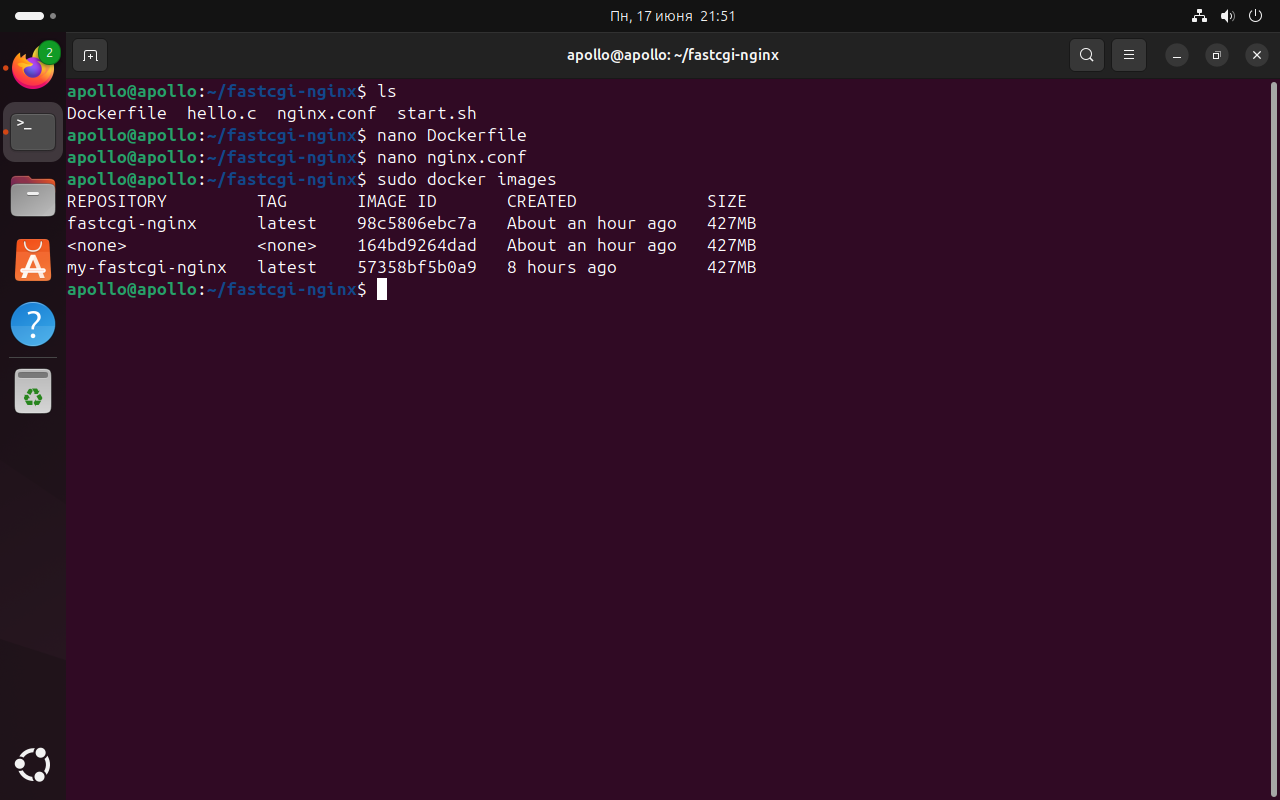 Пн, 17 июня 21:51
2
apollo@apollo: ~/fastcgi-nginx
apollo@apollo:~/fastcgi-nginx$ ls
Dockerfile  hello.c  nginx.conf  start.sh
apollo@apollo:~/fastcgi-nginx$ nano Dockerfile
apollo@apollo:~/fastcgi-nginx$ nano nginx.conf
apollo@apollo:~/fastcgi-nginx$ sudo docker images
REPOSITORY         TAG       IMAGE ID       CREATED             SIZE
fastcgi-nginx      latest    98c5806ebc7a   About an hour ago   427MB
<none>             <none>    164bd9264dad   About an hour ago   427MB
my-fastcgi-nginx   latest    57358bf5b0a9   8 hours ago         427MB
apollo@apollo:~/fastcgi-nginx$